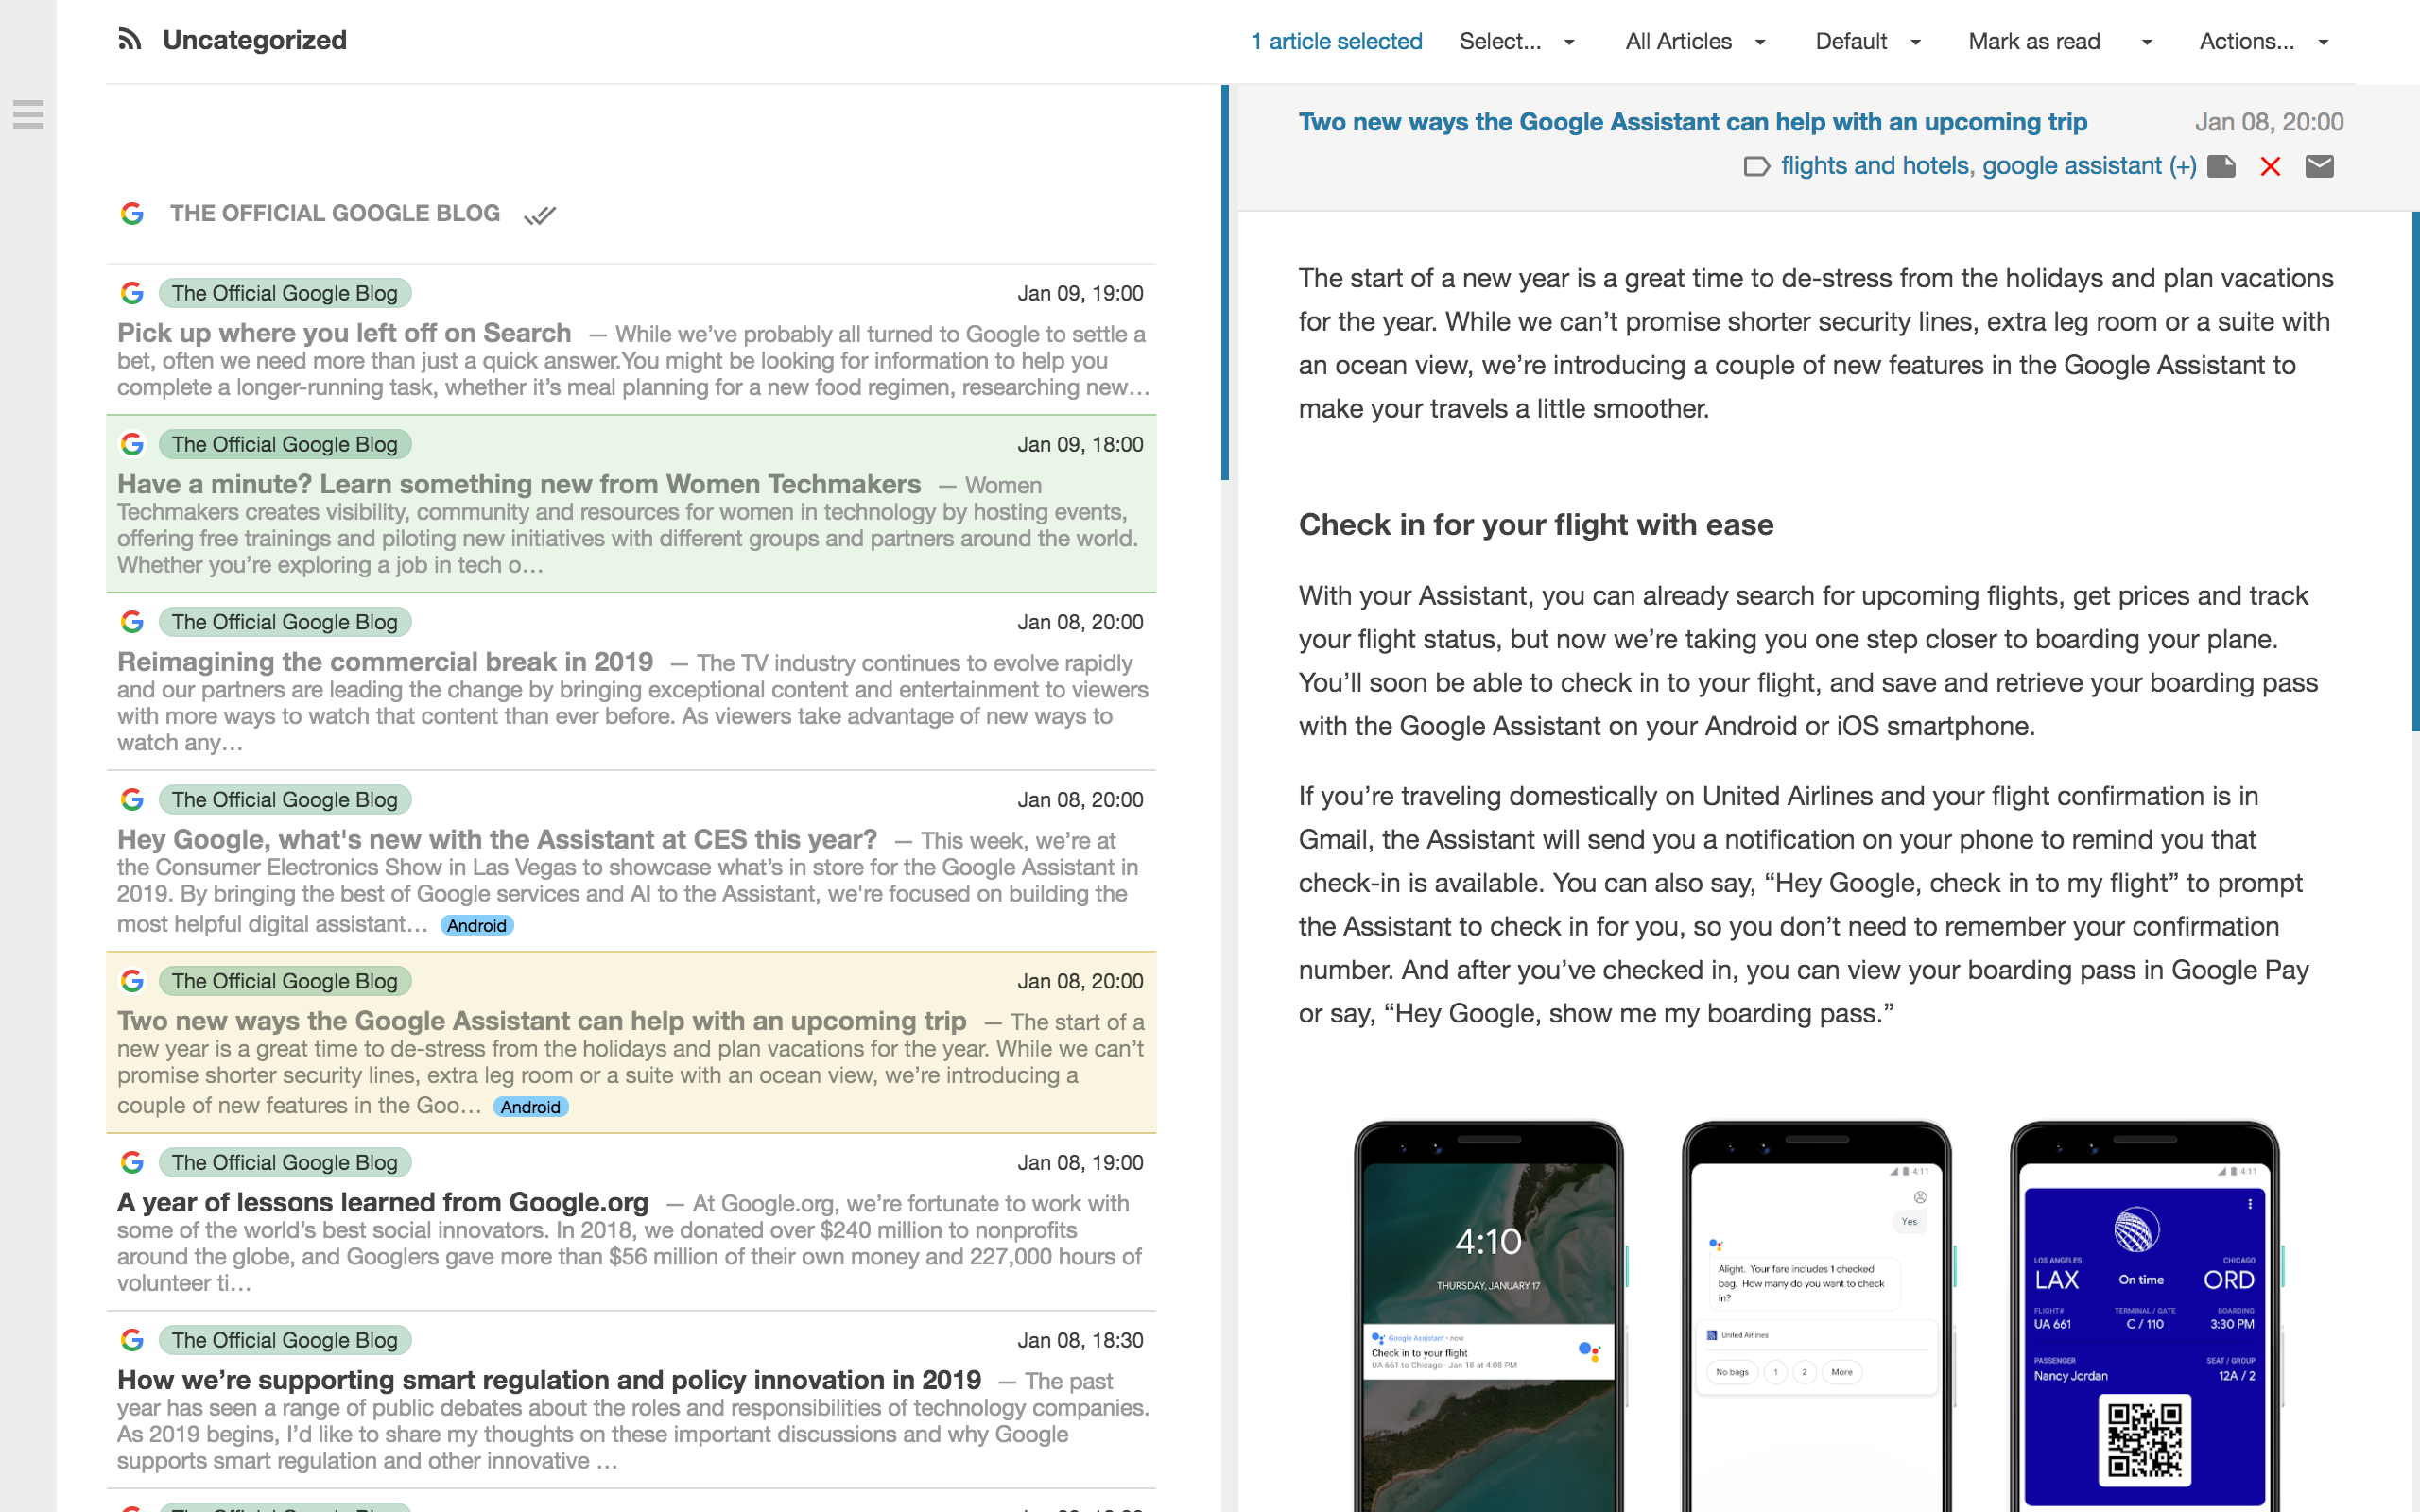 Uncategorized
1 article selected Select... All Articles Default Mark as read Actions...
THE OFFICIAL GOOGLE BLOG
The Official Google Blog Jan 09, 19:00
Pick up where you left off on Search — While we’ve probably all turned to Google to settle a
bet, often we need more than just a quick answer.You might be looking for information to help you
complete a longer-running task, whether it’s meal planning for a new food regimen, researching new…
The Official Google Blog Jan 09, 18:00
Have a minute? Learn something new from Women Techmakers — Women
Techmakers creates visibility, community and resources for women in technology by hosting events,
offering free trainings and piloting new initiatives with different groups and partners around the world.
Whether you’re exploring a job in tech o…
The Official Google Blog Jan 08, 20:00
Reimagining the commercial break in 2019 — The TV industry continues to evolve rapidly
and our partners are leading the change by bringing exceptional content and entertainment to viewers
with more ways to watch that content than ever before. As viewers take advantage of new ways to
watch any…
The Official Google Blog Jan 08, 20:00
Hey Google, what's new with the Assistant at CES this year? — This week, we’re at
the Consumer Electronics Show in Las Vegas to showcase what’s in store for the Google Assistant in
2019. By bringing the best of Google services and AI to the Assistant, we're focused on building the
most helpful digital assistant… Android
The Official Google Blog Jan 08, 20:00
Two new ways the Google Assistant can help with an upcoming trip — The start of a
new year is a great time to de-stress from the holidays and plan vacations for the year. While we can’t
promise shorter security lines, extra leg room or a suite with an ocean view, we’re introducing a
couple of new features in the Goo… Android
The Official Google Blog Jan 08, 19:00
A year of lessons learned from Google.org — At Google.org, we’re fortunate to work with
some of the world’s best social innovators. In 2018, we donated over $240 million to nonprofits
around the globe, and Googlers gave more than $56 million of their own money and 227,000 hours of
volunteer ti…
The Official Google Blog Jan 08, 18:30
How we’re supporting smart regulation and policy innovation in 2019 — The past
year has seen a range of public debates about the roles and responsibilities of technology companies.
As 2019 begins, I’d like to share my thoughts on these important discussions and why Google
supports smart regulation and other innovative …
Two new ways the Google Assistant can help with an upcoming trip Jan 08, 20:00
flights and hotels, google assistant (+)
The start of a new year is a great time to de-stress from the holidays and plan vacations
for the year. While we can’t promise shorter security lines, extra leg room or a suite with
an ocean view, we’re introducing a couple of new features in the Google Assistant to
make your travels a little smoother.
Check in for your flight with ease
With your Assistant, you can already search for upcoming flights, get prices and track
your flight status, but now we’re taking you one step closer to boarding your plane.
You’ll soon be able to check in to your flight, and save and retrieve your boarding pass
with the Google Assistant on your Android or iOS smartphone.
If you’re traveling domestically on United Airlines and your flight confirmation is in
Gmail, the Assistant will send you a notification on your phone to remind you that
check-in is available. You can also say, “Hey Google, check in to my flight” to prompt
the Assistant to check in for you, so you don’t need to remember your confirmation
number. And after you’ve checked in, you can view your boarding pass in Google Pay
or say, “Hey Google, show me my boarding pass.”
4:10
THURSDAY, JANUARY 17
Google Assistant • now
Check in to your flight
UA 661 to Chicago · Jan 18 at 4:08 PM
4:11
Yes
Alight. Your fare includes 1 checked
bag. How many do you want to check
in?
United Airlines
No bags 1 2 More
4:11
LOS ANGELES CHICAGO
LAX On time ORD
FLIGHT# TERMINAL / GATE BOARDING
UA 661 C / 110 3:30 PM
PASSENGER SEAT / GROUP
Nancy Jordan 12A / 2